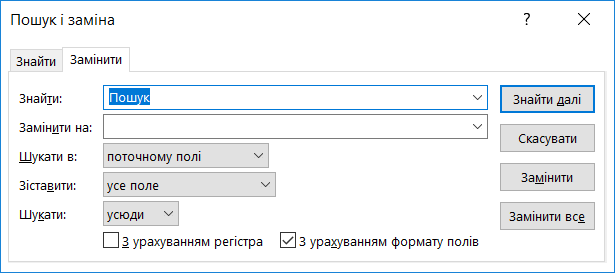 Пошук і заміна
Знайти
Замінити
Знайти:
Пошук
Знайти далі
Замінити на:
Скасувати
Шукати в:
поточному полі
Зіставити:
усе поле
Замінити
Шукати:
усюди
Замінити все
З урахуванням регістра
З урахуванням формату полів